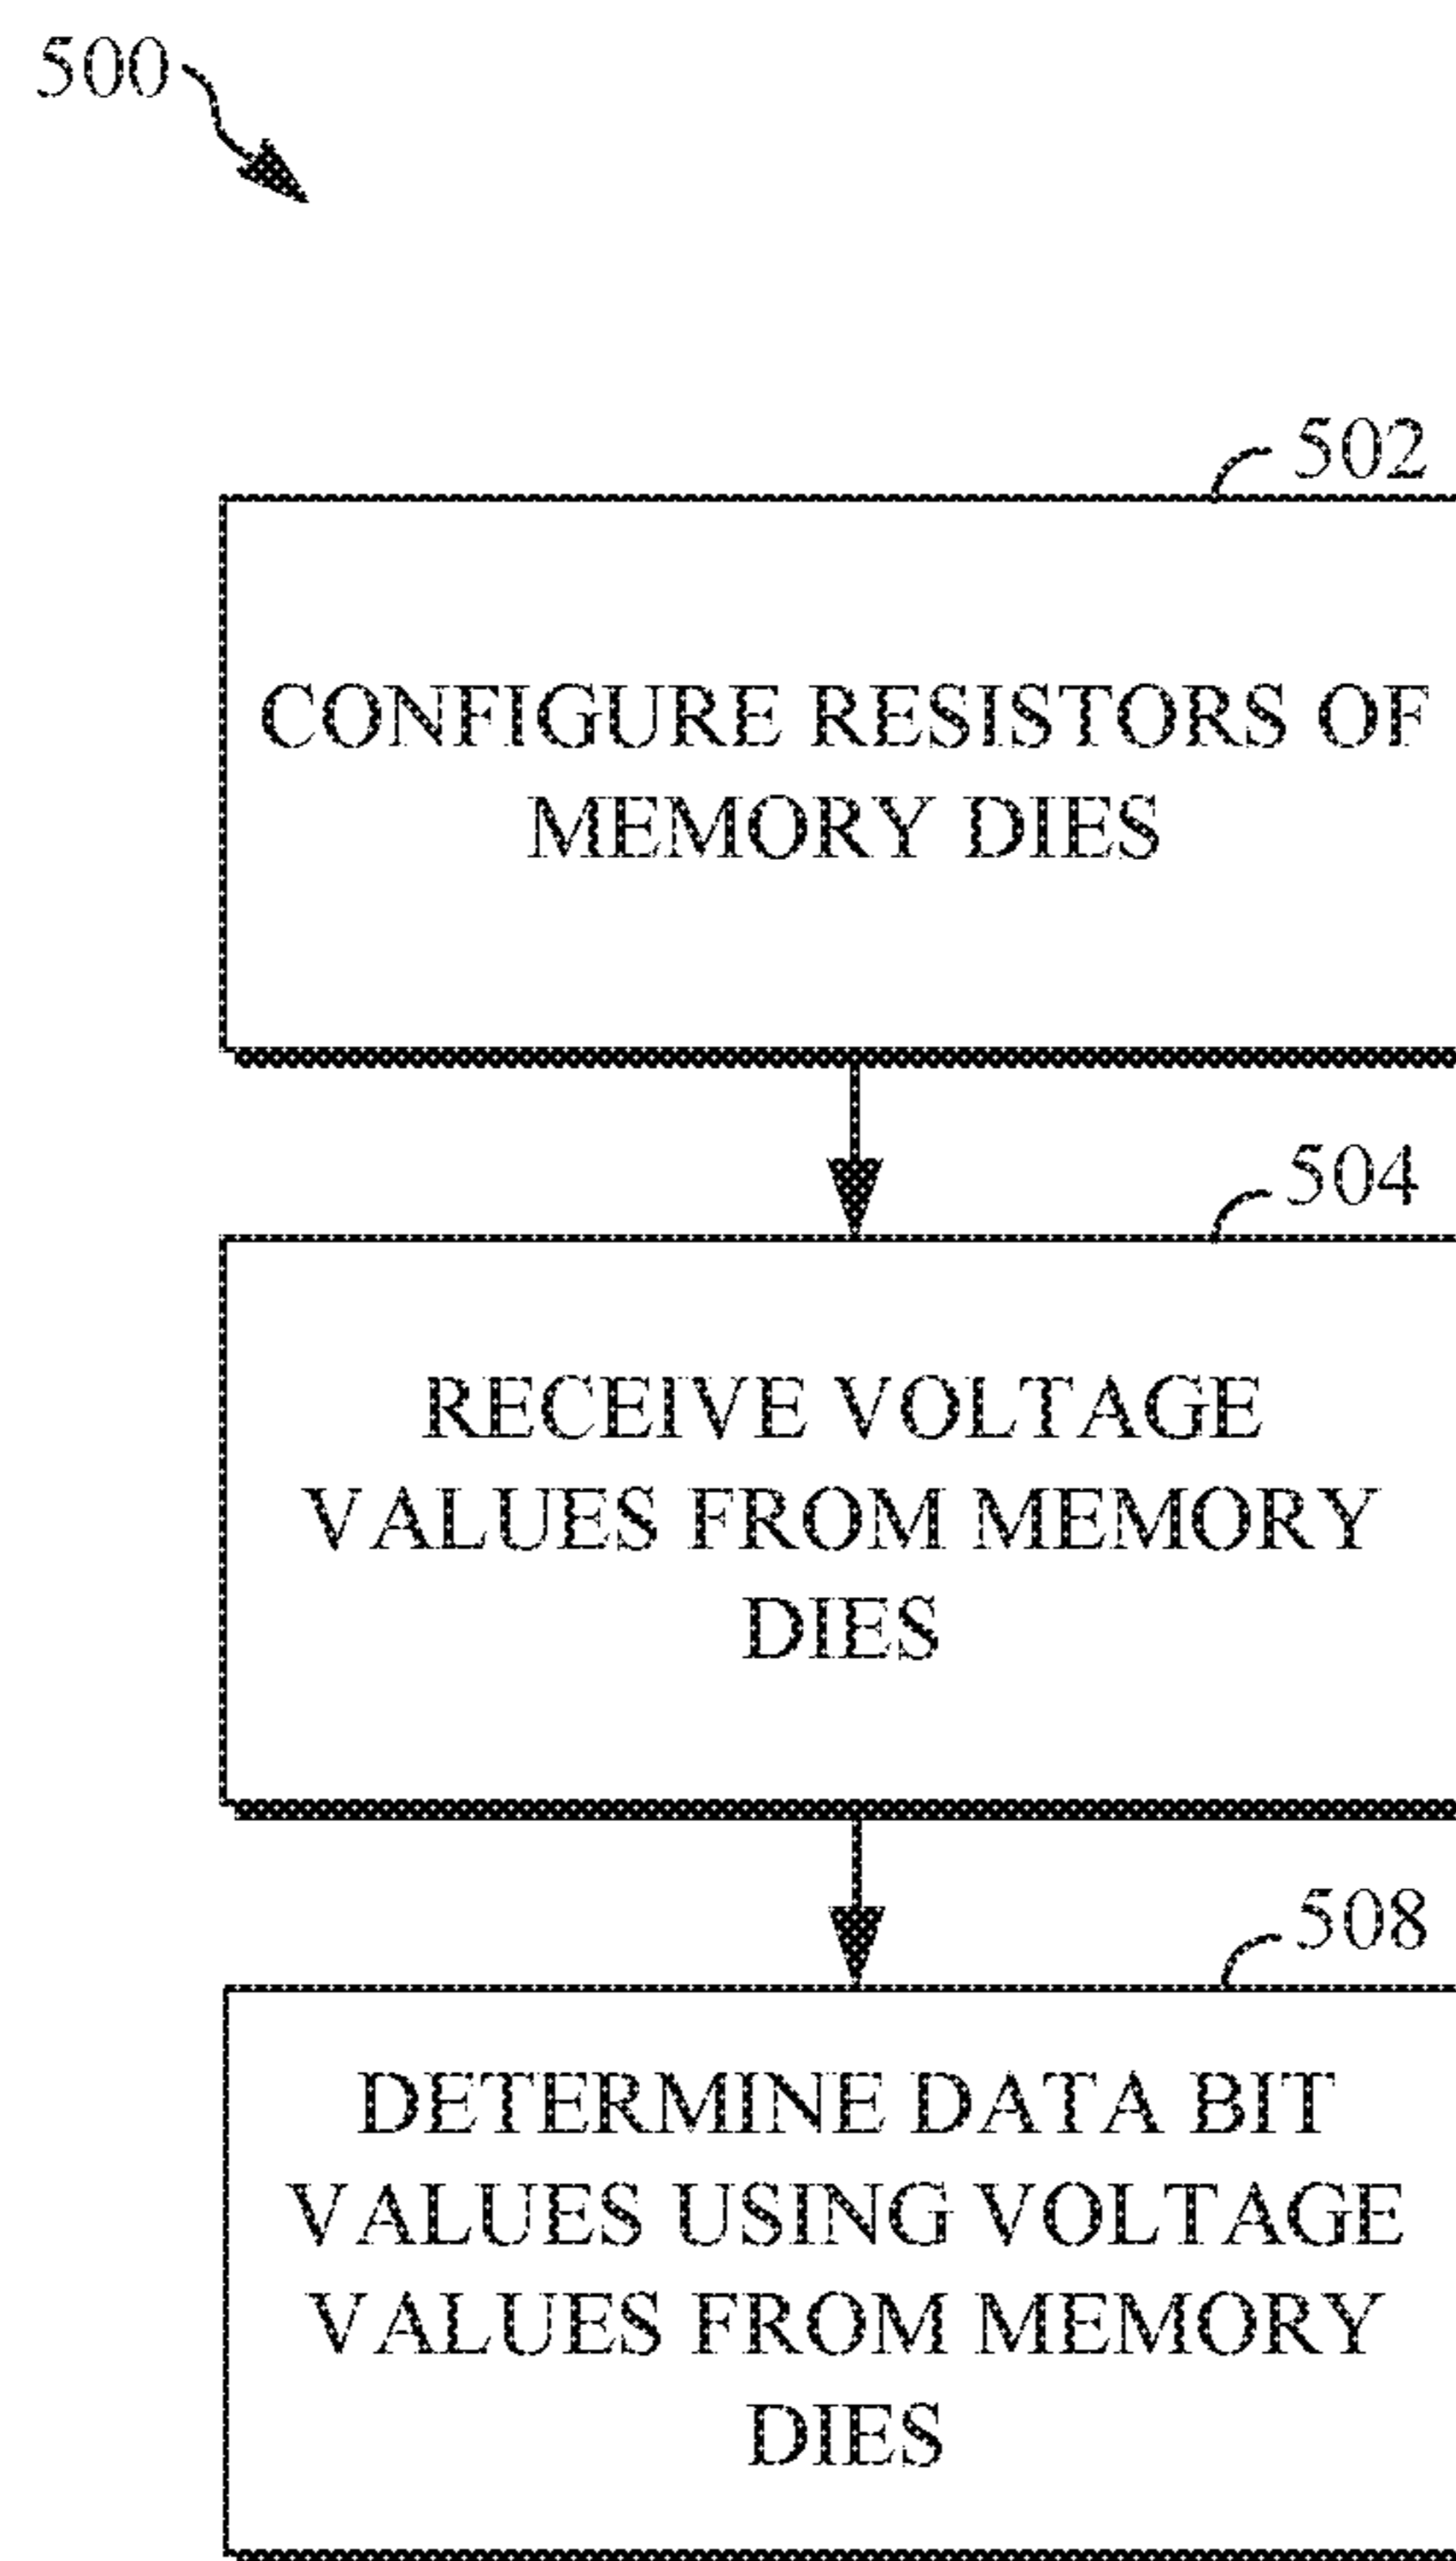 500
502
CONFIGURE RESISTORS OF
MEMORY DIES
504
RECEIVE VOLTAGE
VALUES FROM MEMORY
DIES
508
DETERMINE DATA BIT
VALUES USING VOLTAGE
VALUES FROM MEMORY
DIES